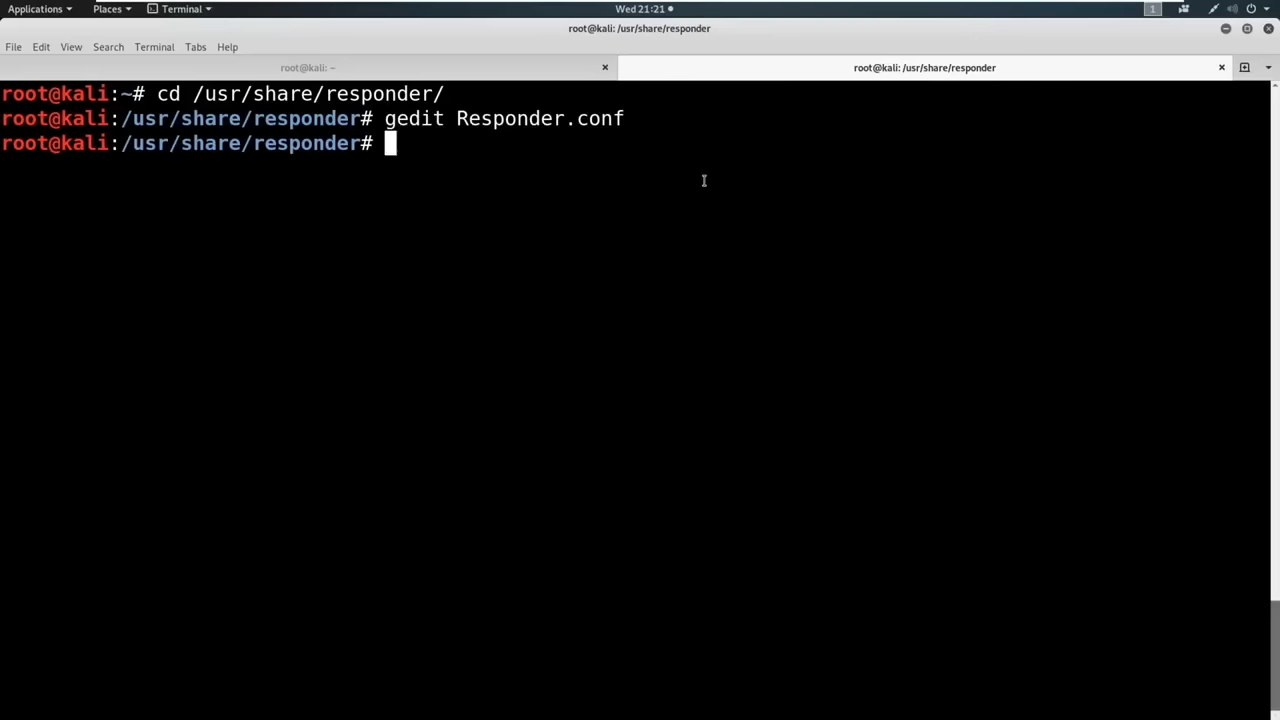 Applications Places Terminal Wed 21:21 1
root@kali: /usr/share/responder
File Edit View Search Terminal Tabs Help
root@kali: ~ root@kali: /usr/share/responder
root@kali:~# cd /usr/share/responder/
root@kali:/usr/share/responder# gedit Responder.conf
root@kali:/usr/share/responder#